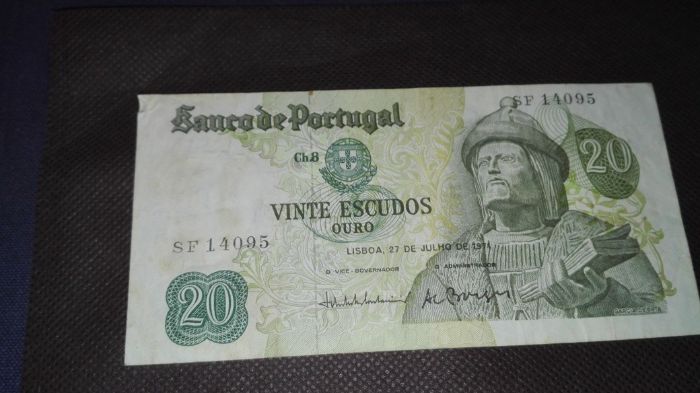 SF 14095
Banco de Portugal
Ch.8
20
VINTE ESCUDOS
OURO
LISBOA, 27 DE JULHO DE 1971
SF 14095
O VICE-GOVERNADOR
O ADMINISTRADOR
20